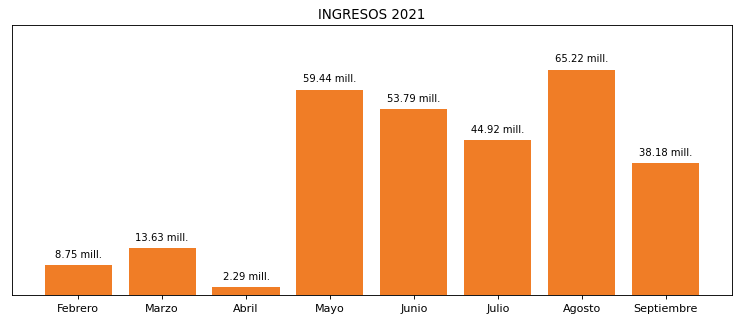 INGRESOS 2021
65.22 mill.
59.44 mill.
53.79 mill.
44.92 mill.
38.18 mill.
13.63 mill.
8.75 mill.
2.29 mill.
Febrero Marzo Abril Mayo Junio Julio Agosto Septiembre